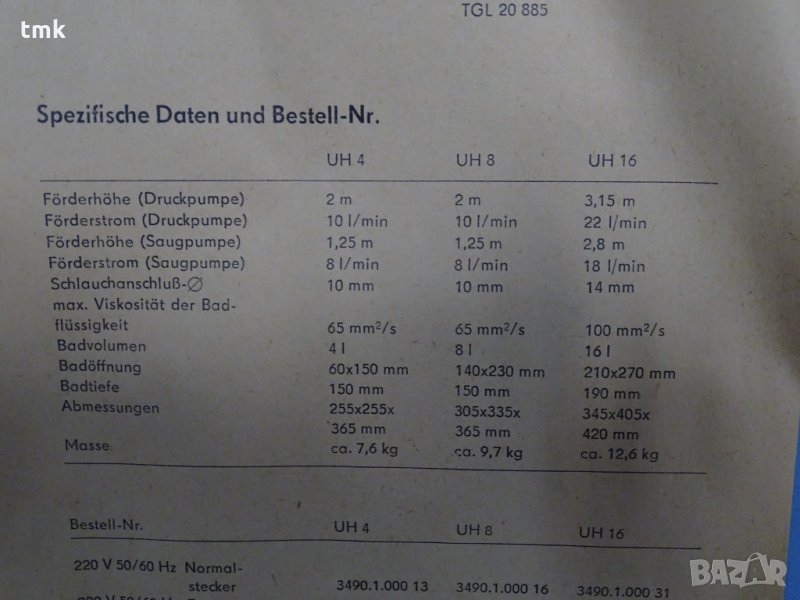 tmk
TGL 20 885
Spezifische Daten und Bestell-Nr.
UH 4 UH 8 UH 16
Förderhöhe (Druckpumpe) 2 m 2 m 3,15 m
Förderstrom (Druckpumpe) 10 l/min 10 l/min 22 l/min
Förderhöhe (Saugpumpe) 1,25 m 1,25 m 2,8 m
Förderstrom (Saugpumpe) 8 l/min 8 l/min 18 l/min
Schlauchanschluß-∅ 10 mm 10 mm 14 mm
max. Viskosität der Bad-
flüssigkeit 65 mm²/s 65 mm²/s 100 mm²/s
Badvolumen 4 l 8 l 16 l
Badöffnung 60x150 mm 140x230 mm 210x270 mm
Badtiefe 150 mm 150 mm 190 mm
Abmessungen 255x255x 305x335x 345x405x
365 mm 365 mm 420 mm
Masse ca. 7,6 kg ca. 9,7 kg ca. 12,6 kg
Bestell-Nr. UH 4 UH 8 UH 16
220 V 50/60 Hz Normal-
stecker 3490.1.000 13 3490.1.000 16 3490.1.000 31
BAZAR